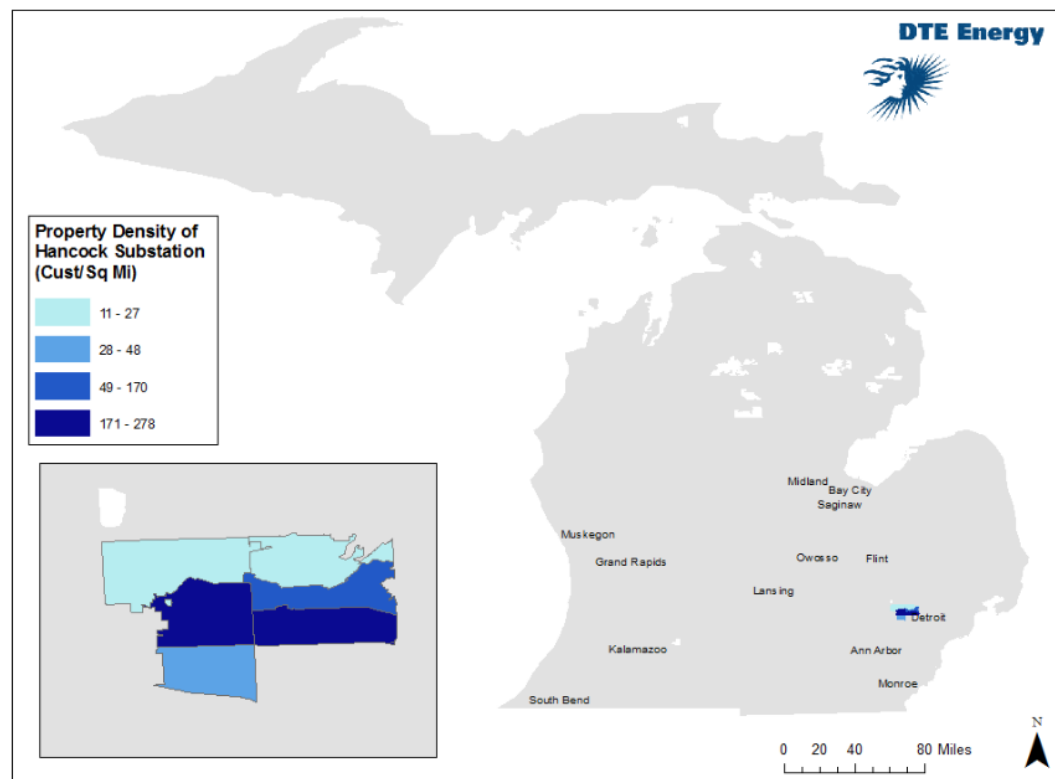 DTE Energy
Property Density of
Hancock Substation
(Cust/Sq Mi)
11 - 27
28 - 48
49 - 170
171 - 278
Midland
Bay City
Saginaw
Muskegon
Grand Rapids
Owosso
Flint
Lansing
Detroit
Kalamazoo
Ann Arbor
Monroe
South Bend
N
0 20 40 80 Miles